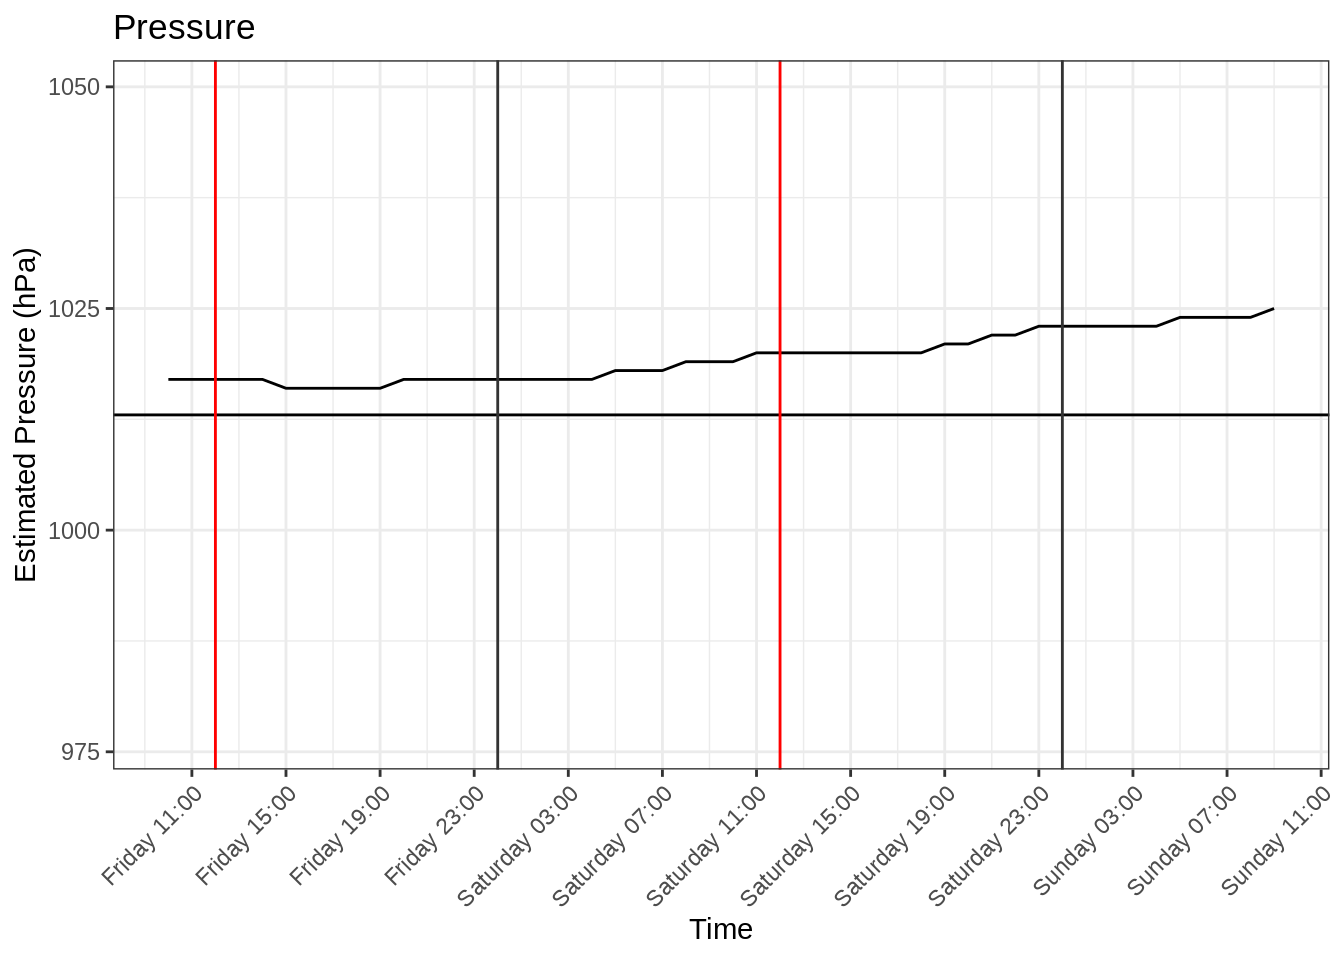 Pressure
Estimated Pressure (hPa)
1050
1025
1000
975
Friday 11:00
Friday 15:00
Friday 19:00
Friday 23:00
Saturday 03:00
Saturday 07:00
Saturday 11:00
Saturday 15:00
Saturday 19:00
Saturday 23:00
Sunday 03:00
Sunday 07:00
Sunday 11:00
Time